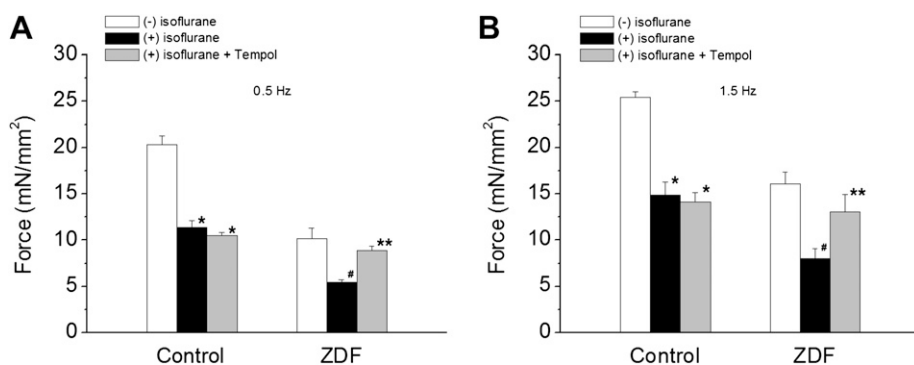 A
(-) isoflurane
(+) isoflurane
(+) isoflurane + Tempol
0.5 Hz
Force (mN/mm²)
30
25
20
15
10
5
0
* * # **
Control ZDF
B
(-) isoflurane
(+) isoflurane
(+) isoflurane + Tempol
1.5 Hz
Force (mN/mm²)
30
25
20
15
10
5
0
* * # **
Control ZDF